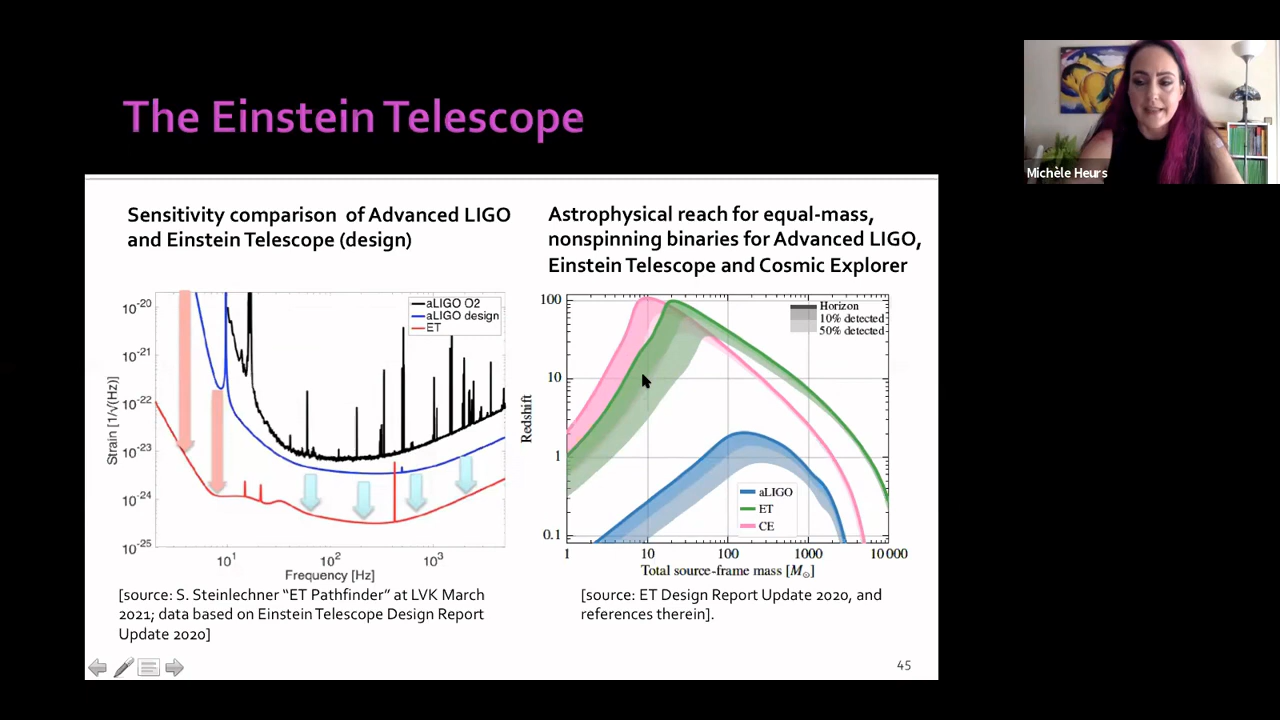 The Einstein Telescope
Michèle Heurs
Sensitivity comparison of Advanced LIGO
and Einstein Telescope (design)
Astrophysical reach for equal-mass,
nonspinning binaries for Advanced LIGO,
Einstein Telescope and Cosmic Explorer
10-20
10-21
10-22
10-23
10-24
10-25
Strain [1/√(Hz)]
aLIGO O2
aLIGO design
ET
10¹
10²
10³
Frequency [Hz]
100
10
1
0.1
Redshift
Horizon
10% detected
50% detected
aLIGO
ET
CE
1
10
100
1000
10 000
Total source-frame mass [M⊙]
[source: S. Steinlechner “ET Pathfinder” at LVK March
2021; data based on Einstein Telescope Design Report
Update 2020]
[source: ET Design Report Update 2020, and
references therein].
45